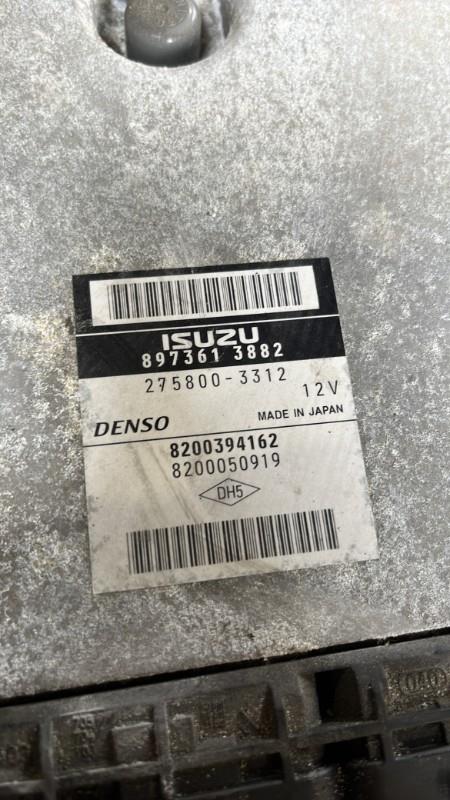 ISUZU
897361 3882
275800-3312
12V
DENSO MADE IN JAPAN
8200394162
8200050919
DH5